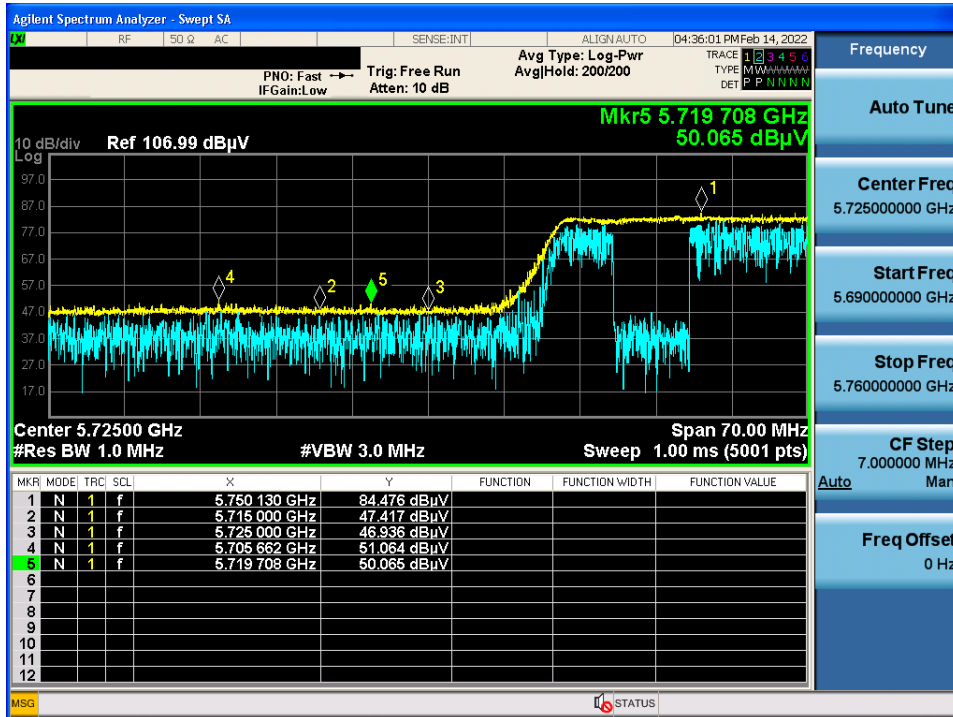 Agilent Spectrum Analyzer - Swept SA
LXI RF 50 Ω AC SENSE:INT ALIGN AUTO 04:36:01 PM Feb 14, 2022
PNO: Fast Trig: Free Run Avg Type: Log-Pwr TRACE 1 2 3 4 5 6
IFGain:Low Atten: 10 dB Avg|Hold: 200/200 TYPE M W W W W W
DET P P N N N N
Mkr5 5.719 708 GHz
50.065 dBµV
10 dB/div Ref 106.99 dBµV
Log
97.0
87.0
77.0
67.0
57.0
47.0
37.0
27.0
17.0
1
4
2
5
3
Center 5.72500 GHz Span 70.00 MHz
#Res BW 1.0 MHz #VBW 3.0 MHz Sweep 1.00 ms (5001 pts)
MKR MODE TRC SCL X Y FUNCTION FUNCTION WIDTH FUNCTION VALUE
1 N 1 f 5.750 130 GHz 84.476 dBµV
2 N 1 f 5.715 000 GHz 47.417 dBµV
3 N 1 f 5.725 000 GHz 46.936 dBµV
4 N 1 f 5.705 662 GHz 51.064 dBµV
5 N 1 f 5.719 708 GHz 50.065 dBµV
6
7
8
9
10
11
12
MSG STATUS
Frequency
Auto Tune
Center Freq
5.725000000 GHz
Start Freq
5.690000000 GHz
Stop Freq
5.760000000 GHz
CF Step
7.000000 MHz
Auto Man
Freq Offset
0 Hz